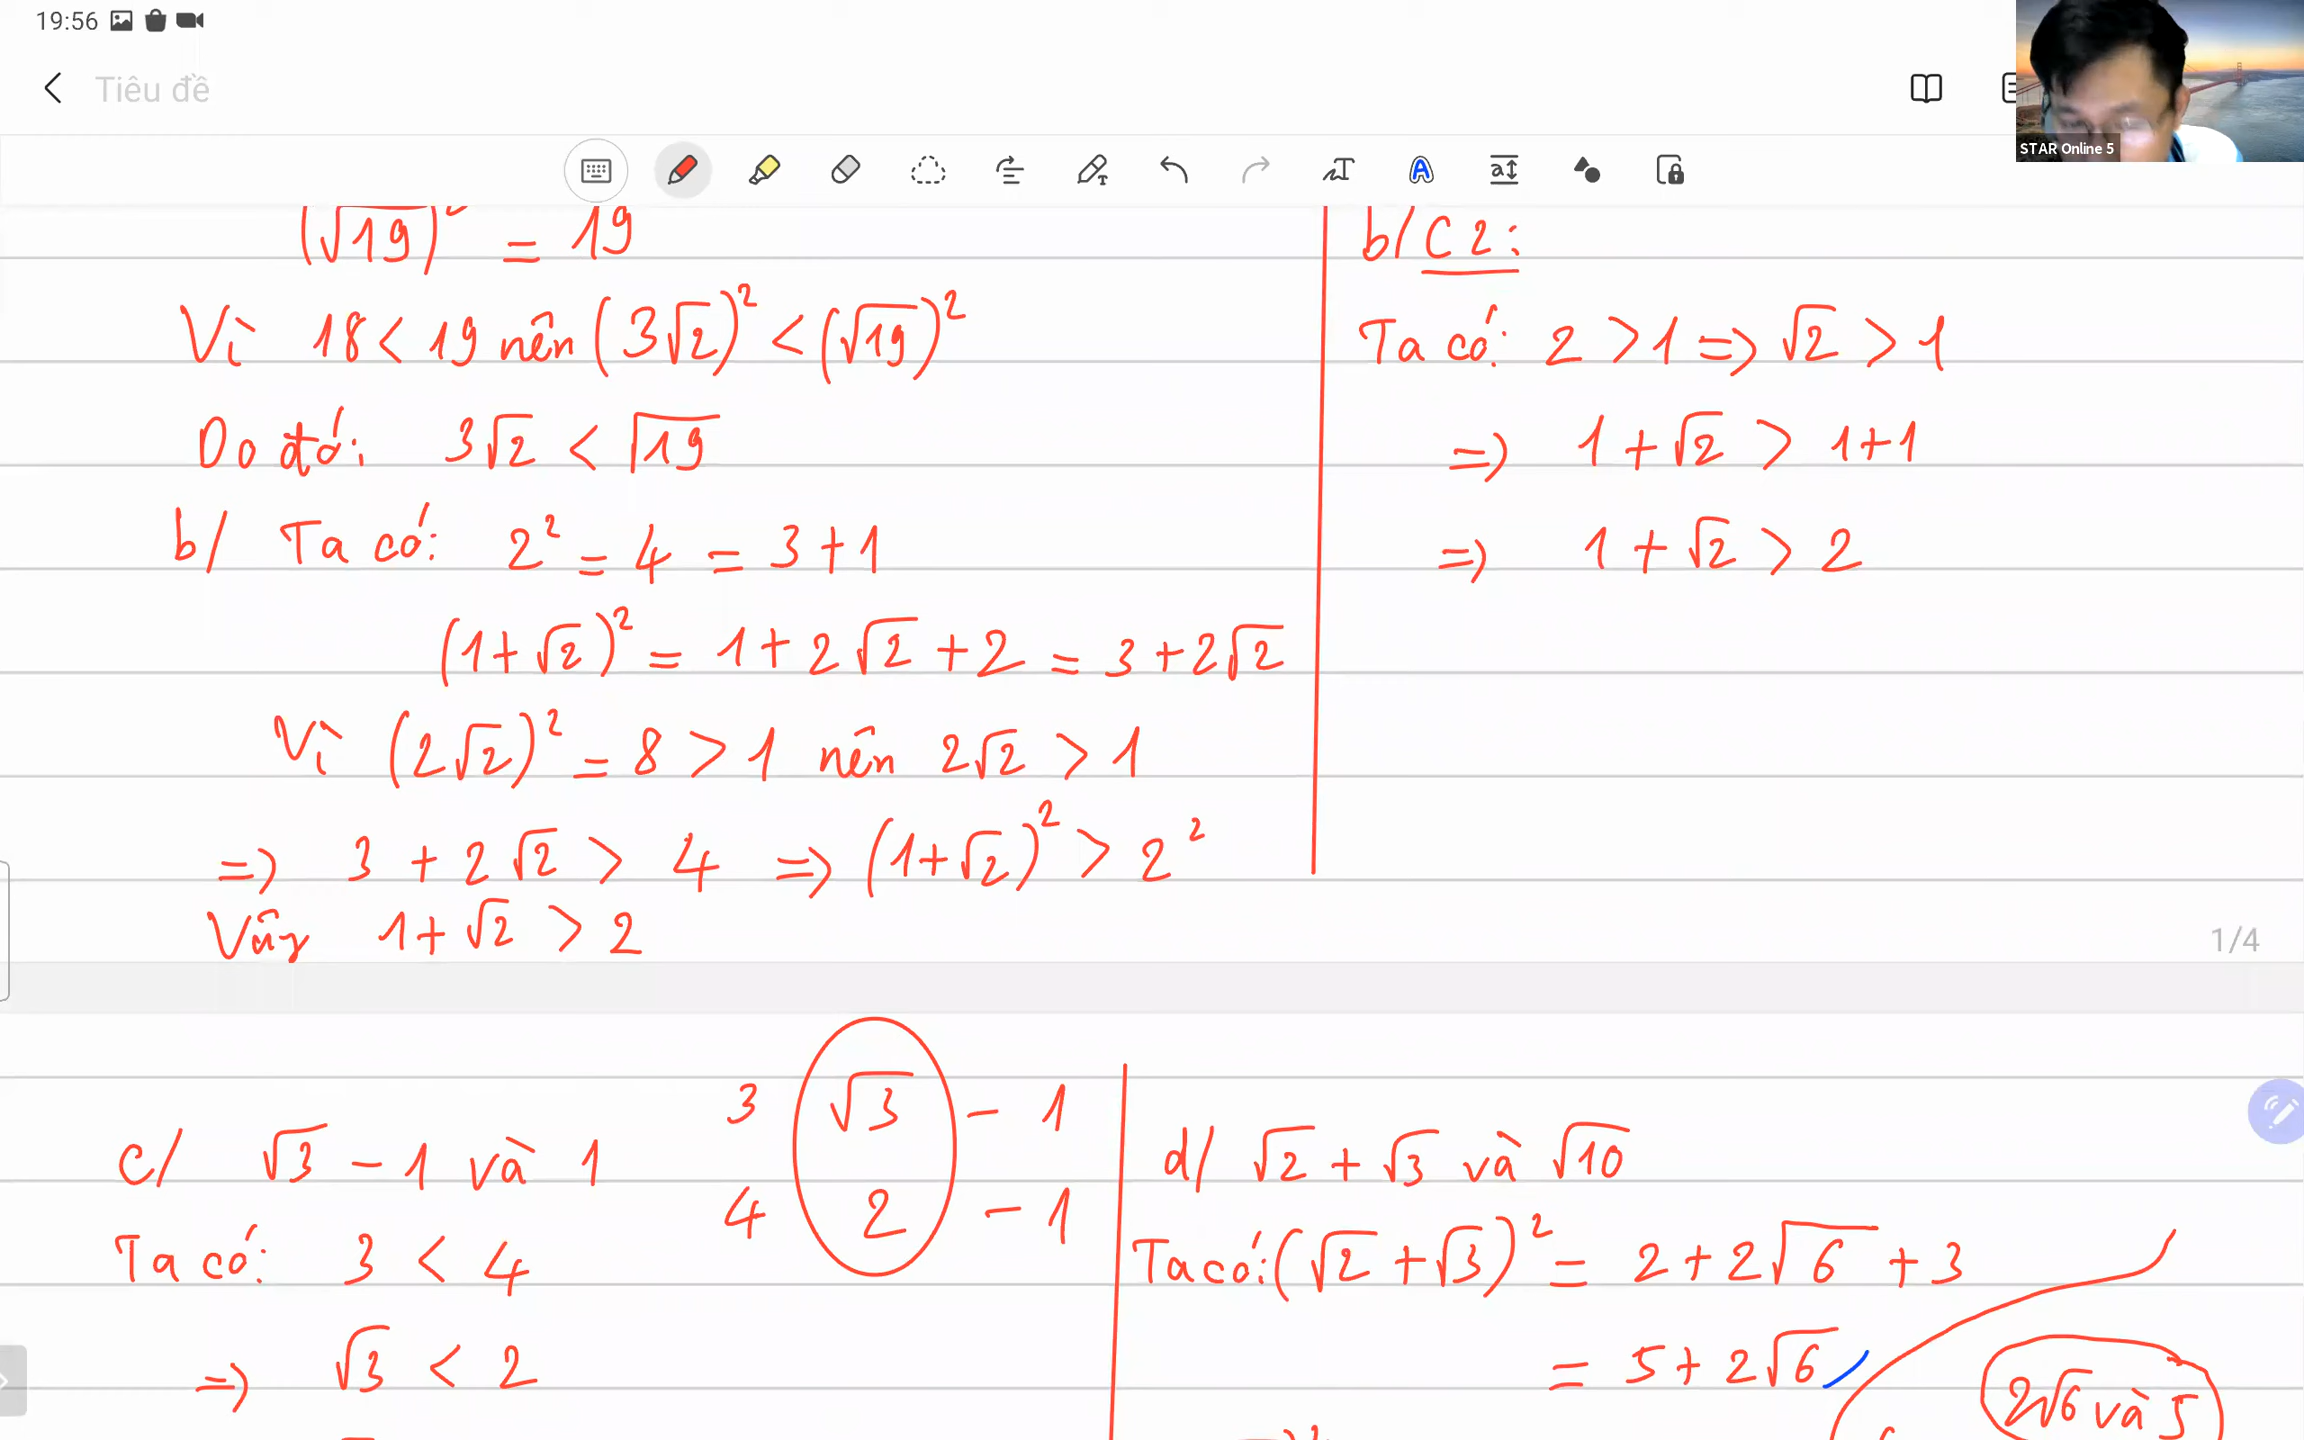 19:56
Tiêu đề
STAR Online 5
(√19)² = 19
Vì 18 < 19 nên (3√2)² < (√19)²
Do đó: 3√2 < √19
b/ Ta có: 2² = 4 = 3 + 1
(1+√2)² = 1 + 2√2 + 2 = 3 + 2√2
Vì (2√2)² = 8 > 1 nên 2√2 > 1
=> 3 + 2√2 > 4 => (1+√2)² > 2²
Vậy 1 + √2 > 2
b/ C2:
Ta có: 2 > 1 => √2 > 1
=> 1 + √2 > 1+1
=> 1 + √2 > 2
1/4
c/ √3 - 1 và 1
3 √3 - 1
4 2 - 1
Ta có: 3 < 4
=> √3 < 2
d/ √2 + √3 và √10
Ta có: (√2 + √3)² = 2 + 2√6 + 3
= 5 + 2√6
2√6 và 5